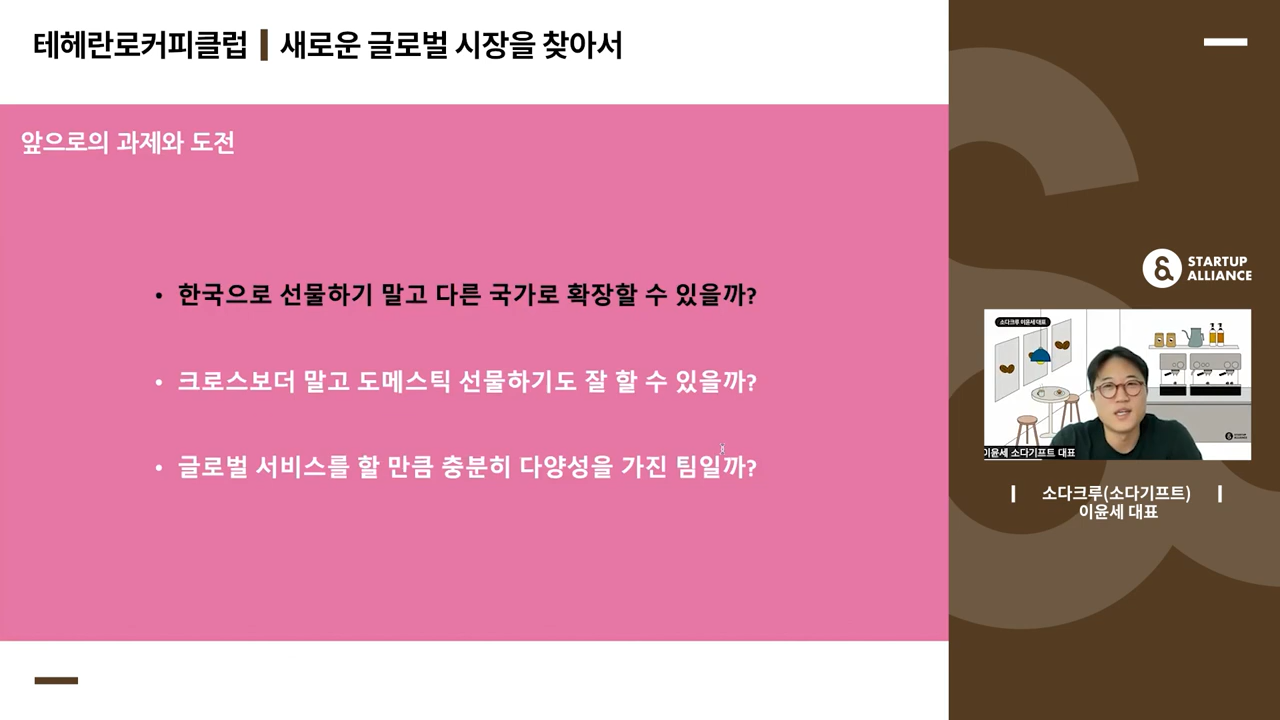 테헤란로커피클럽 | 새로운 글로벌 시장을 찾아서
앞으로의 과제와 도전
• 한국으로 선물하기 말고 다른 국가로 확장할 수 있을까?
• 크로스보더 말고 도메스틱 선물하기도 잘 할 수 있을까?
• 글로벌 서비스를 할 만큼 충분히 다양성을 가진 팀일까?
STARTUP
ALLIANCE
소다크루 이윤세 대표
이윤세 소다기프트 대표
| 소다크루(소다기프트) |
이윤세 대표